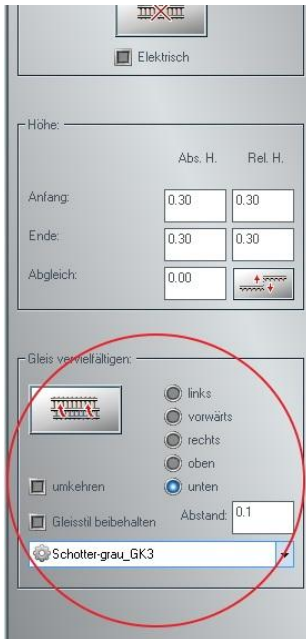 Elektrisch
Höhe:
Abs. H. Rel. H.
Anfang: 0.30 0.30
Ende: 0.30 0.30
Abgleich: 0.00
Gleis vervielfältigen:
links
vorwärts
rechts
oben
umkehren unten
Gleisstil beibehalten Abstand: 0.1
Schotter-grau_GK3